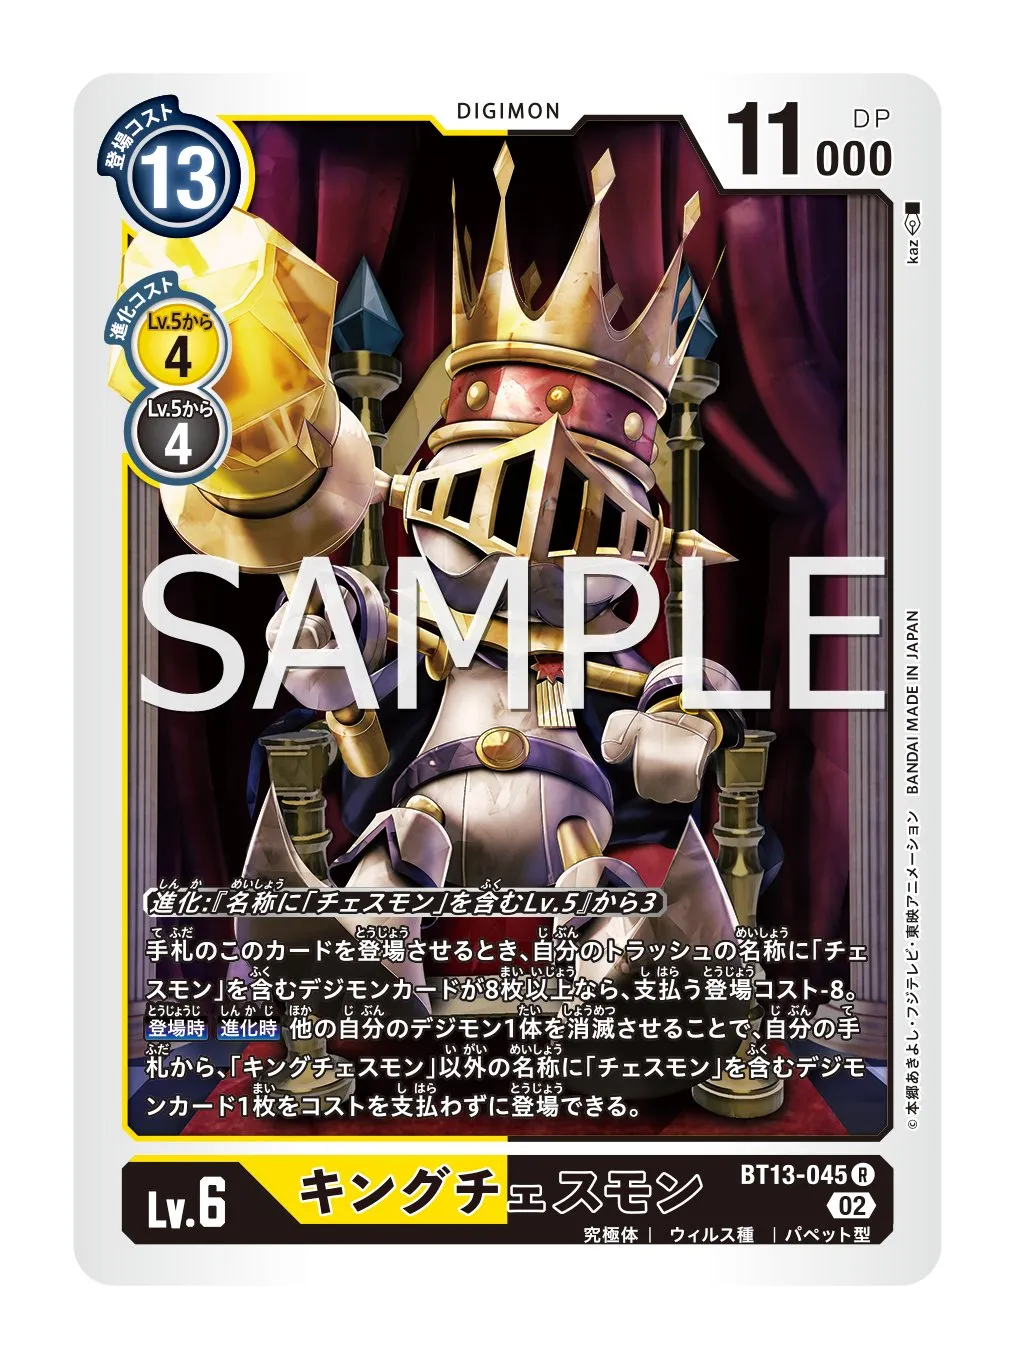 DIGIMON
登場コスト
13
11000
DP
進化コスト
Lv.5から
4
Lv.5から
4
kaz
SAMPLE
進化:『名称に「チェスモン」を含むLv.5』から3
手札のこのカードを登場させるとき、自分のトラッシュの名称に「チェ
スモン」を含むデジモンカードが8枚以上なら、支払う登場コスト-8。
登場時 進化時 他の自分のデジモン1体を消滅させることで、自分の手
札から、「キングチェスモン」以外の名称に「チェスモン」を含むデジモ
ンカード1枚をコストを支払わずに登場できる。
©本郷あきよし・フジテレビ・東映アニメーション BANDAI MADE IN JAPAN
Lv.6
キングチェスモン
BT13-045 R
02
究極体 | ウィルス種 | パペット型